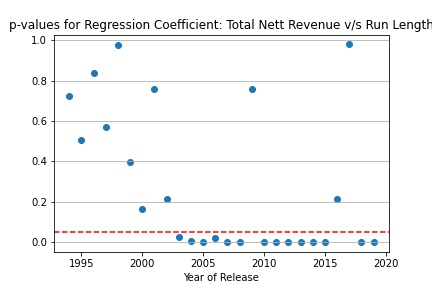 p-values for Regression Coefficient: Total Nett Revenue v/s Run Length
1.0
0.8
0.6
0.4
0.2
0.0
1995 2000 2005 2010 2015 2020
Year of Release